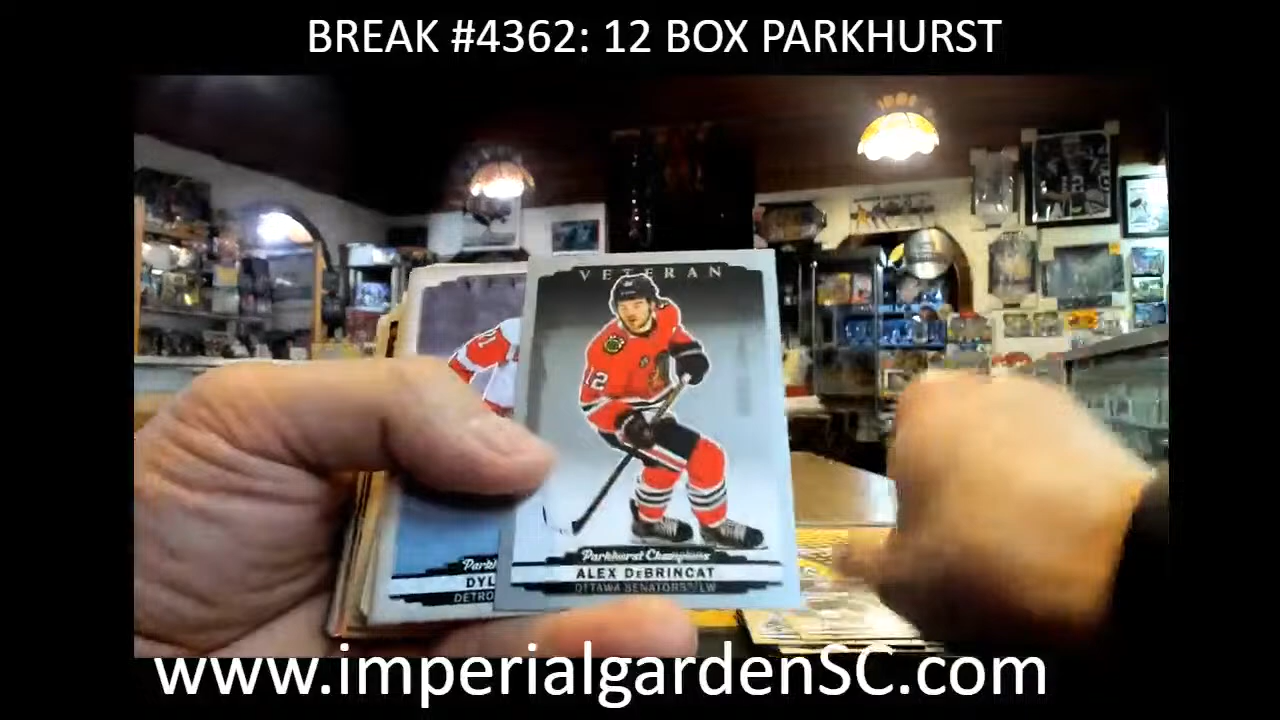 BREAK #4362: 12 BOX PARKHURST
VETERAN
12
Parkhurst Champions
ALEX DeBRINCAT
OTTAWA SENATORS/LW
Park
DYL
DETRO
www.imperialgardenSC.com